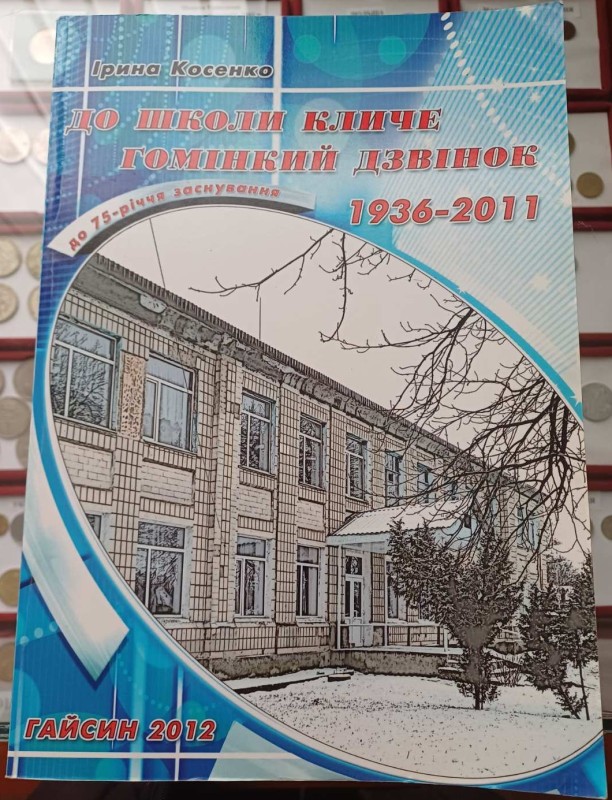 Ірина Косенко
ДО ШКОЛИ КЛИЧЕ
ГОМІНКИЙ ДЗВІНОК
до 75-річчя заснування
1936-2011
ГАЙСИН 2012